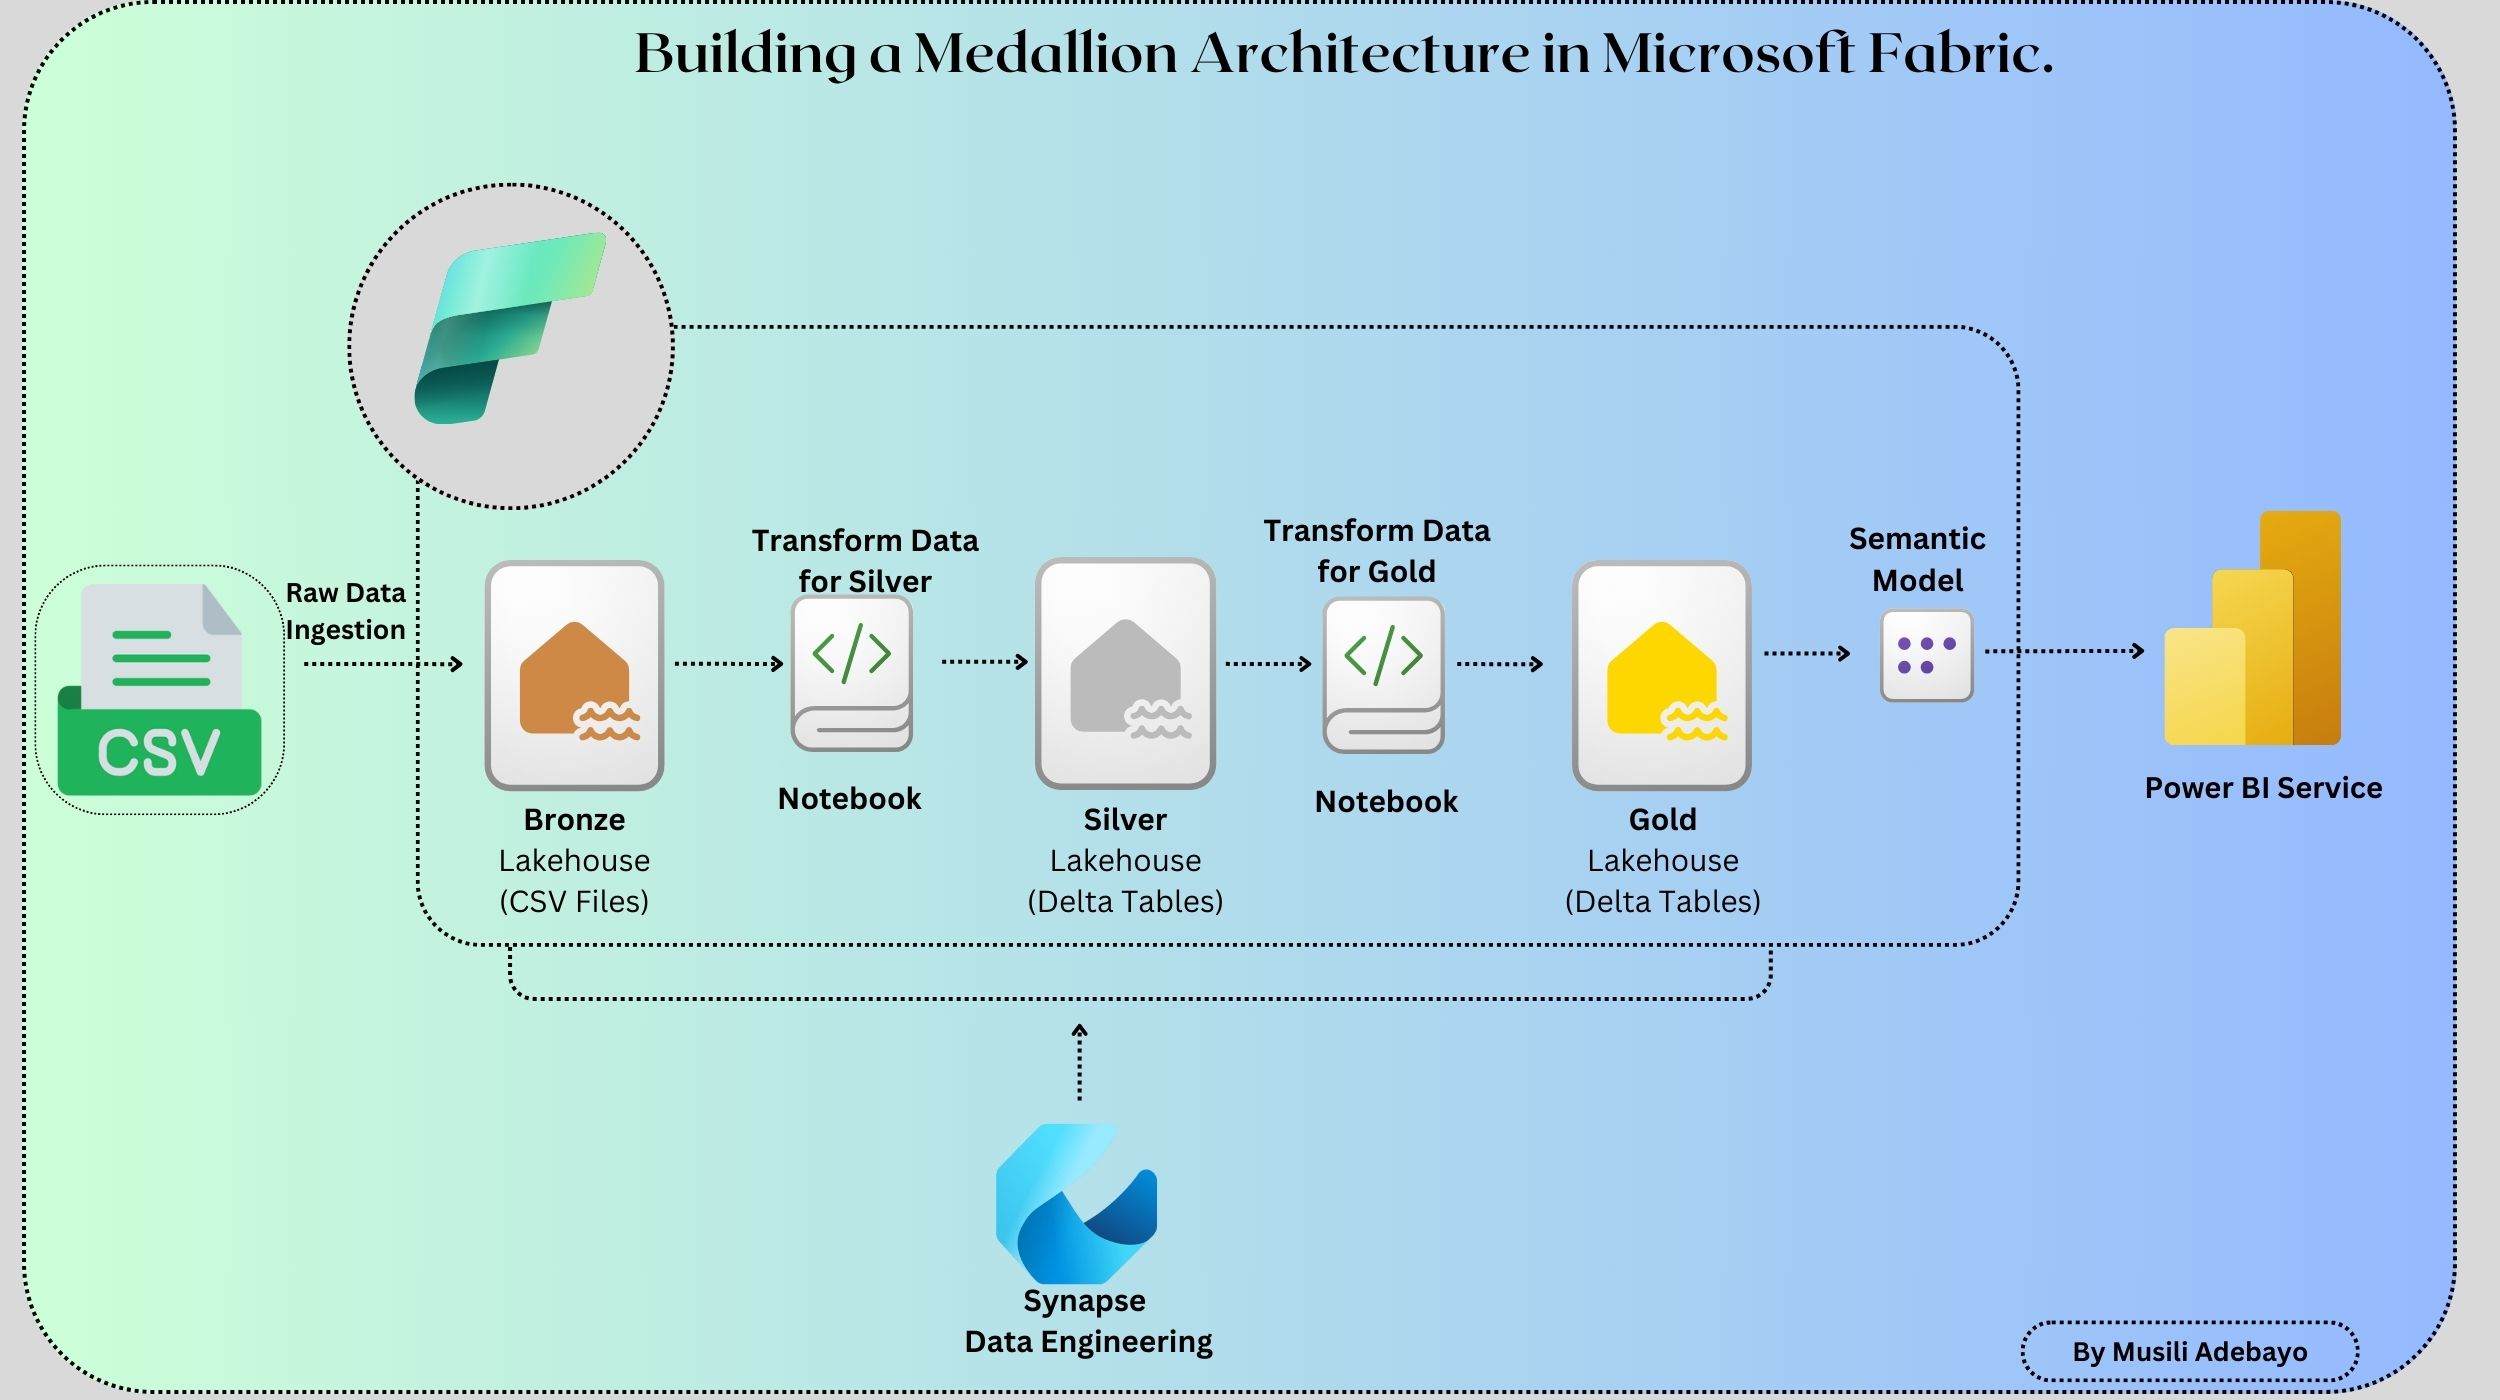 Building a Medallion Architecture in Microsoft Fabric.
Raw Data
Ingestion
CSV
Bronze
Lakehouse
(CSV Files)
Transform Data
for Silver
Notebook
Silver
Lakehouse
(Delta Tables)
Transform Data
for Gold
Notebook
Gold
Lakehouse
(Delta Tables)
Semantic
Model
Power BI Service
Synapse
Data Engineering
By Musili Adebayo